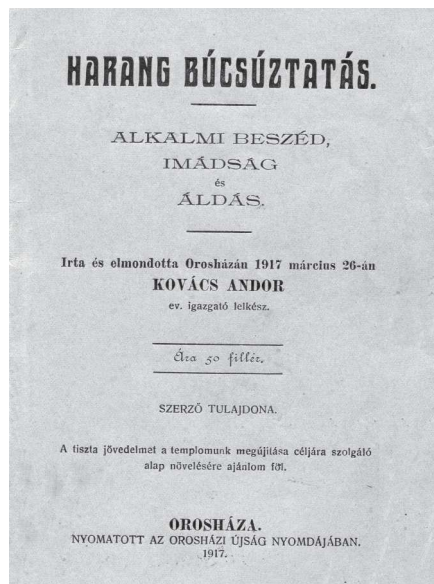 HARANG BÚCSÚZTATÁS.
ALKALMI BESZÉD,
IMÁDSÁG
és
ÁLDÁS.
Irta és elmondotta Orosházán 1917 március 26-án
KOVÁCS ANDOR
ev. igazgató lelkész.
Ára 50 fillér.
SZERZŐ TULAJDONA.
A tiszta jövedelmet a templomunk megújítása céljára szolgáló
alap növelésére ajánlom föl.
OROSHÁZA.
NYOMATOTT AZ OROSHÁZI ÚJSÁG NYOMDÁJÁBAN.
1917.